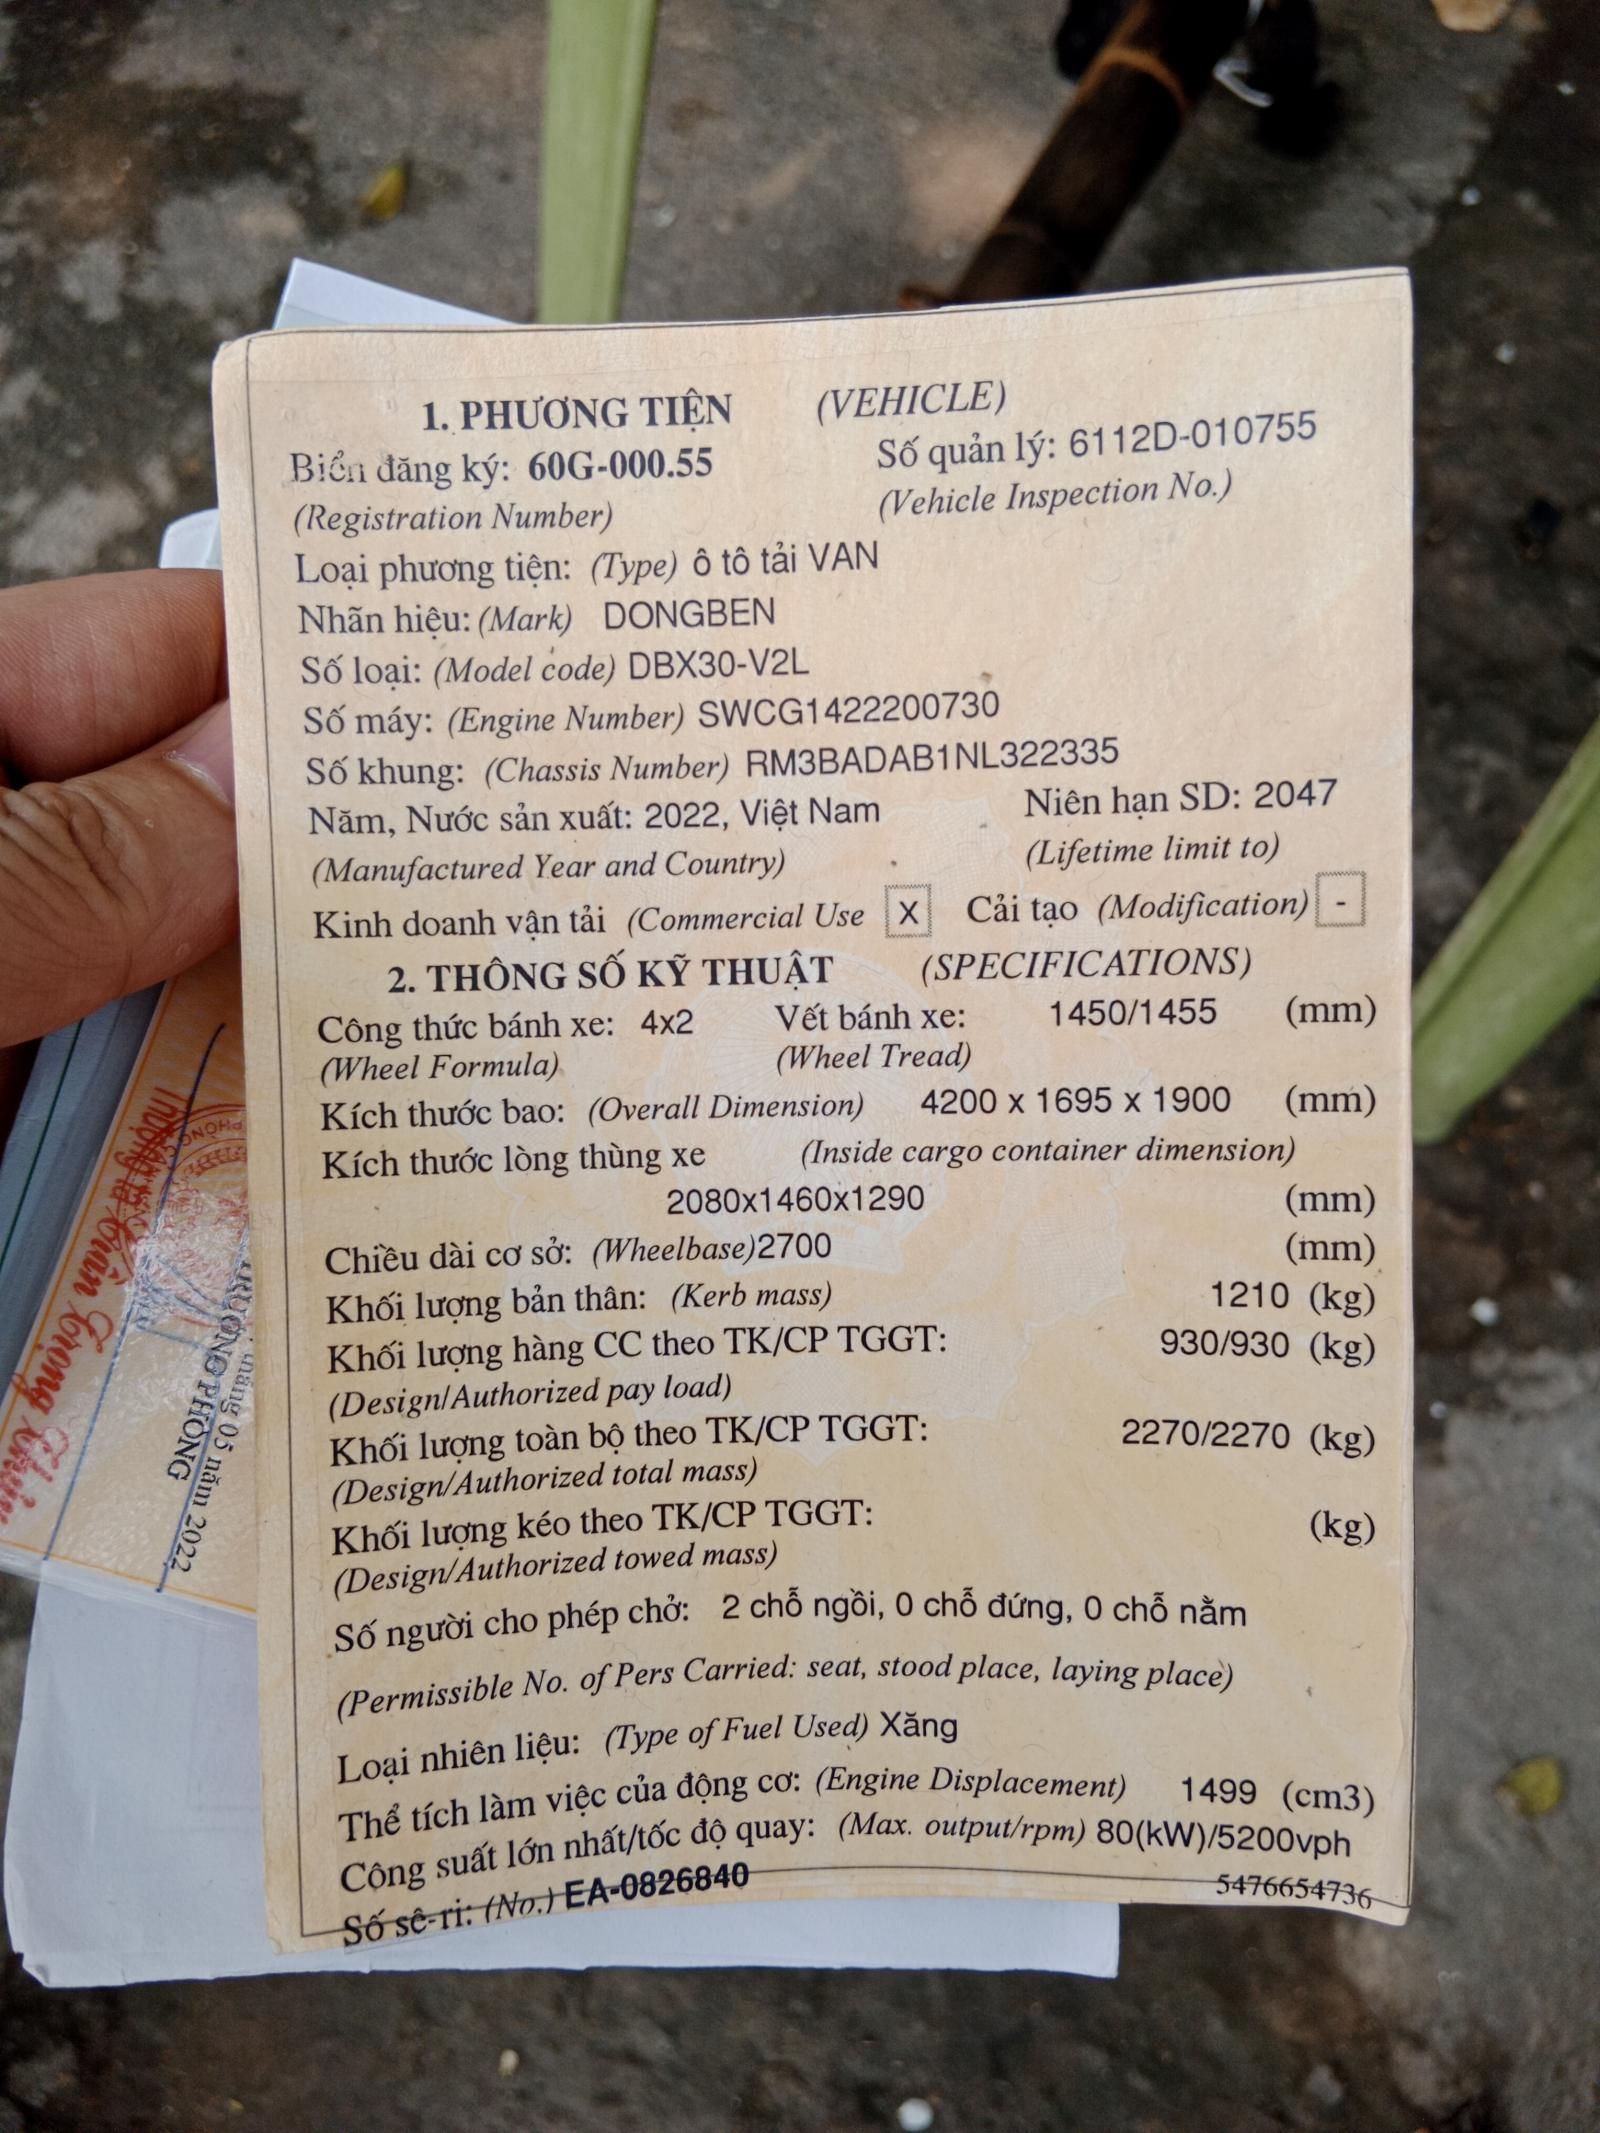 1. PHƯƠNG TIỆN (VEHICLE)
Biển đăng ký: 60G-000.55 Số quản lý: 6112D-010755
(Registration Number) (Vehicle Inspection No.)
Loại phương tiện: (Type) ô tô tải VAN
Nhãn hiệu: (Mark) DONGBEN
Số loại: (Model code) DBX30-V2L
Số máy: (Engine Number) SWCG1422200730
Số khung: (Chassis Number) RM3BADAB1NL322335
Năm, Nước sản xuất: 2022, Việt Nam Niên hạn SD: 2047
(Manufactured Year and Country) (Lifetime limit to)
Kinh doanh vận tải (Commercial Use X Cải tạo (Modification) -
2. THÔNG SỐ KỸ THUẬT (SPECIFICATIONS)
Công thức bánh xe: 4x2 Vết bánh xe: 1450/1455 (mm)
(Wheel Formula) (Wheel Tread)
Kích thước bao: (Overall Dimension) 4200 x 1695 x 1900 (mm)
Kích thước lòng thùng xe (Inside cargo container dimension)
2080x1460x1290 (mm)
Chiều dài cơ sở: (Wheelbase)2700 (mm)
Khối lượng bản thân: (Kerb mass) 1210 (kg)
Khối lượng hàng CC theo TK/CP TGGT: 930/930 (kg)
(Design/Authorized pay load)
Khối lượng toàn bộ theo TK/CP TGGT: 2270/2270 (kg)
(Design/Authorized total mass)
Khối lượng kéo theo TK/CP TGGT: (kg)
(Design/Authorized towed mass)
Số người cho phép chở: 2 chỗ ngồi, 0 chỗ đứng, 0 chỗ nằm
(Permissible No. of Pers Carried: seat, stood place, laying place)
Loại nhiên liệu: (Type of Fuel Used) Xăng
Thể tích làm việc của động cơ: (Engine Displacement) 1499 (cm3)
Công suất lớn nhất/tốc độ quay: (Max. output/rpm) 80(kW)/5200vph
Số sê-ri: (No.) EA-0826840 5476654736
tháng 05 năm 2022
TRƯỞNG PHÒNG
Thượng tá Trần Trọng